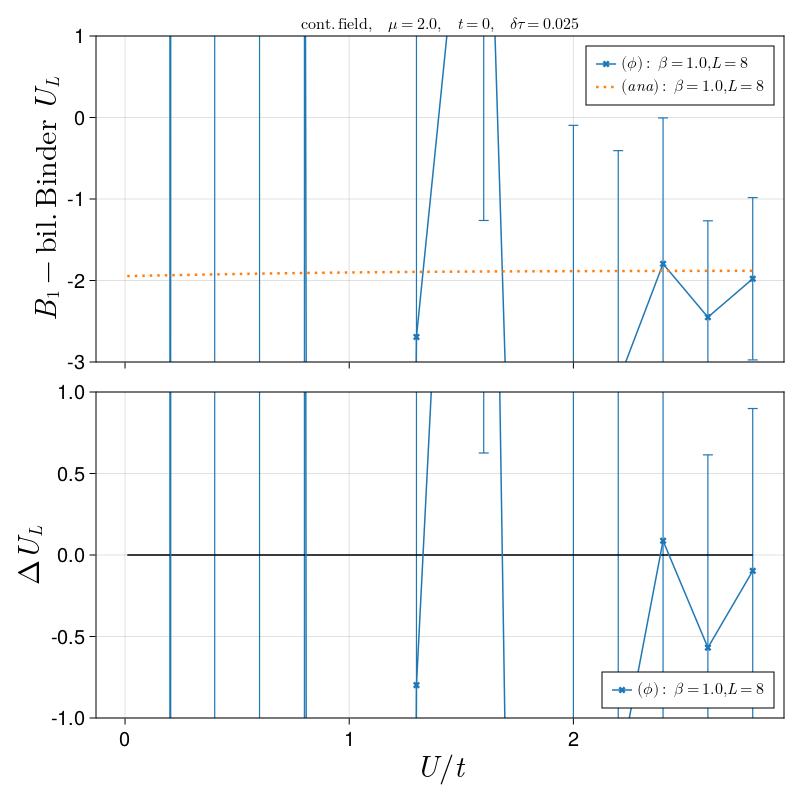 cont. field, μ = 2.0, t = 0, δτ = 0.025
B₁ − bil. Binder U_L
1
0
-1
-2
-3
(ϕ) : β = 1.0,L = 8
(ana) : β = 1.0,L = 8
Δ U_L
1.0
0.5
0.0
-0.5
-1.0
(ϕ) : β = 1.0,L = 8
0 1 2
U/t